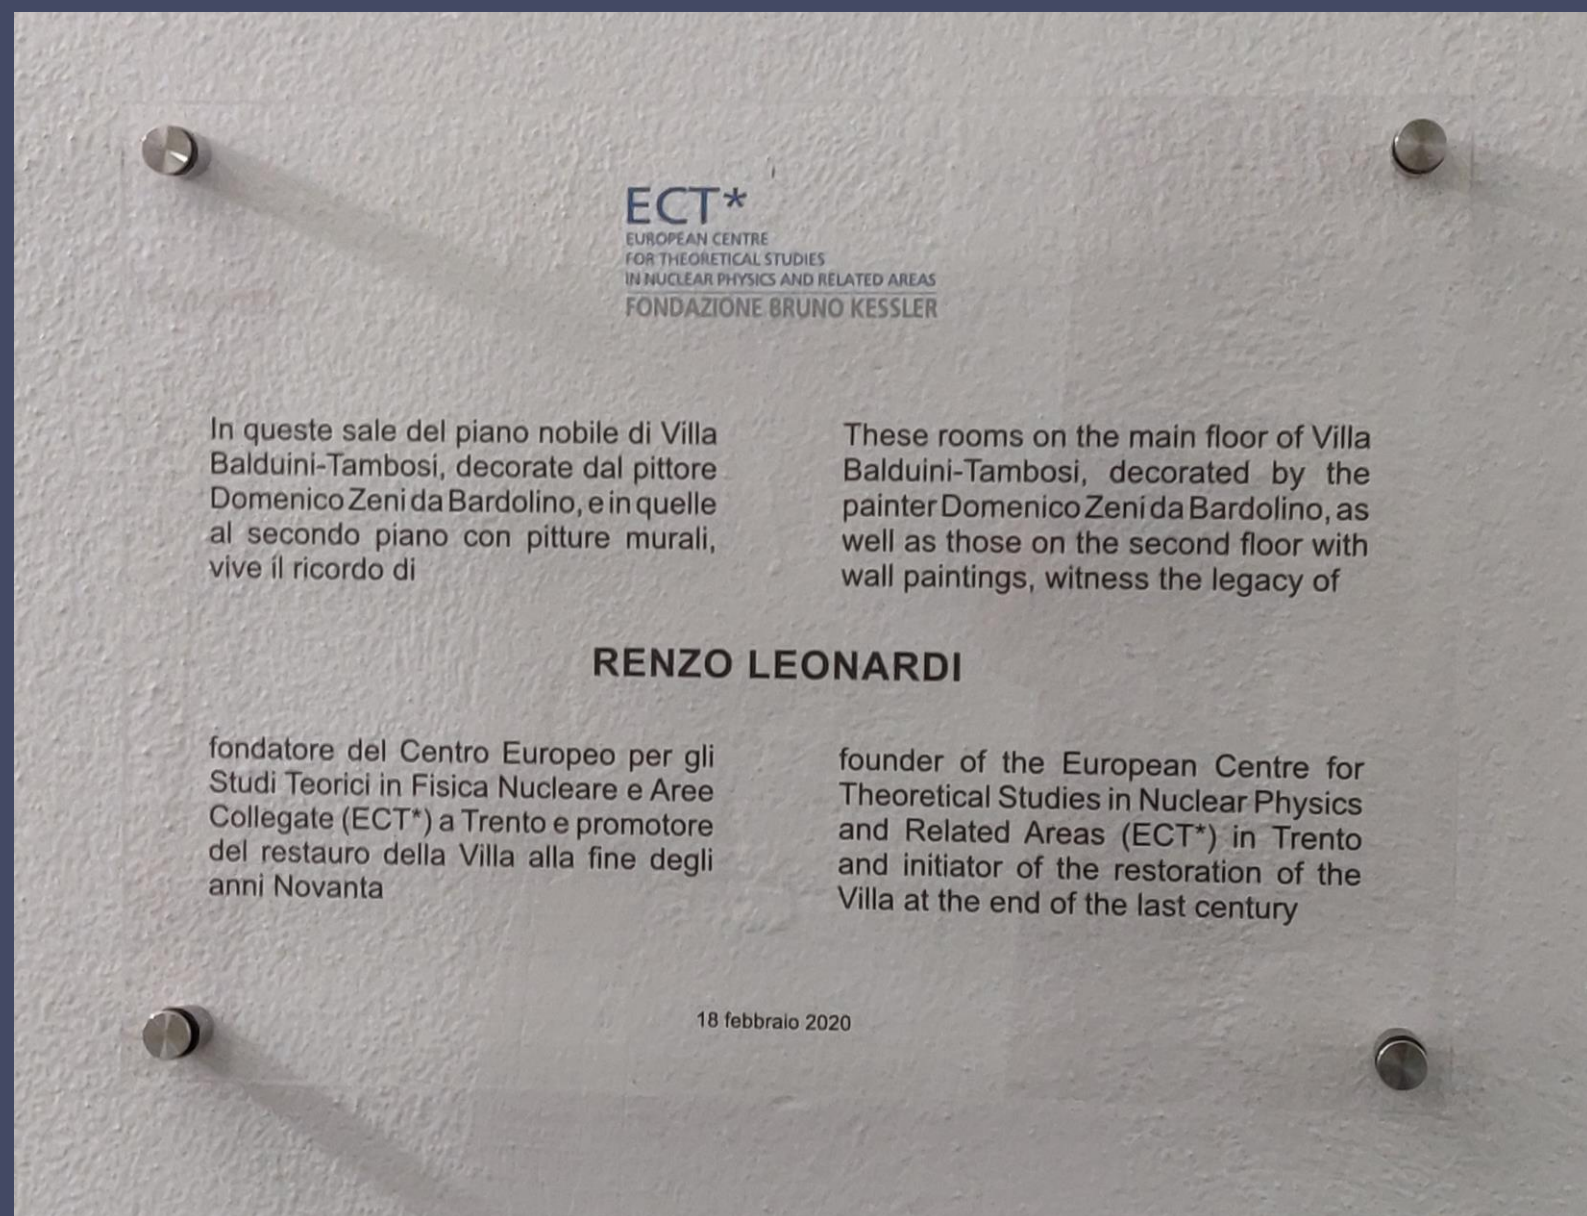 ECT*
EUROPEAN CENTRE
FOR THEORETICAL STUDIES
IN NUCLEAR PHYSICS AND RELATED AREAS
FONDAZIONE BRUNO KESSLER
In queste sale del piano nobile di Villa
Balduini-Tambosi, decorate dal pittore
Domenico Zeni da Bardolino, e in quelle
al secondo piano con pitture murali,
vive il ricordo di
These rooms on the main floor of Villa
Balduini-Tambosi, decorated by the
painter Domenico Zeni da Bardolino, as
well as those on the second floor with
wall paintings, witness the legacy of
RENZO LEONARDI
fondatore del Centro Europeo per gli
Studi Teorici in Fisica Nucleare e Aree
Collegate (ECT*) a Trento e promotore
del restauro della Villa alla fine degli
anni Novanta
founder of the European Centre for
Theoretical Studies in Nuclear Physics
and Related Areas (ECT*) in Trento
and initiator of the restoration of the
Villa at the end of the last century
18 febbraio 2020